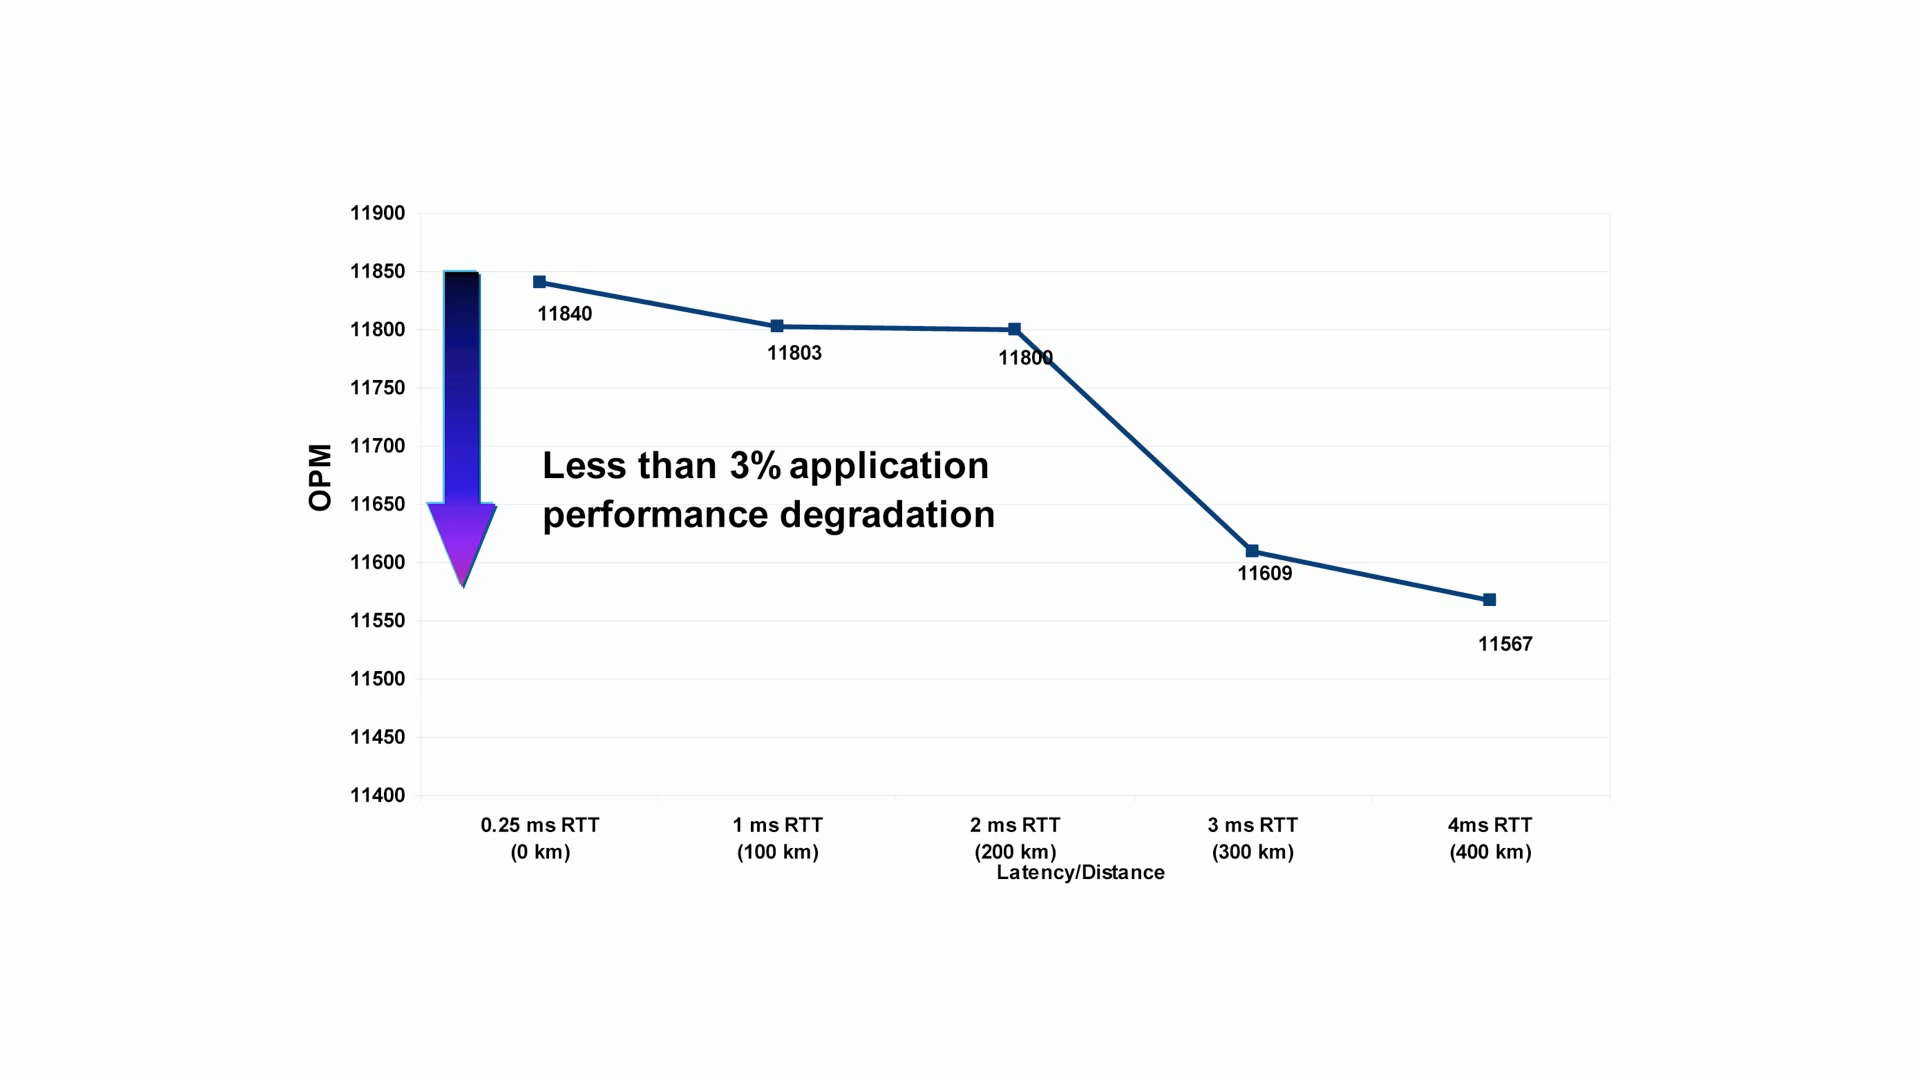 11900
11850
11800
11750
11700
11650
11600
11550
11500
11450
11400
OPM
11840
11803
11800
11609
11567
Less than 3% application
performance degradation
0.25 ms RTT
(0 km)
1 ms RTT
(100 km)
2 ms RTT
(200 km)
3 ms RTT
(300 km)
4ms RTT
(400 km)
Latency/Distance